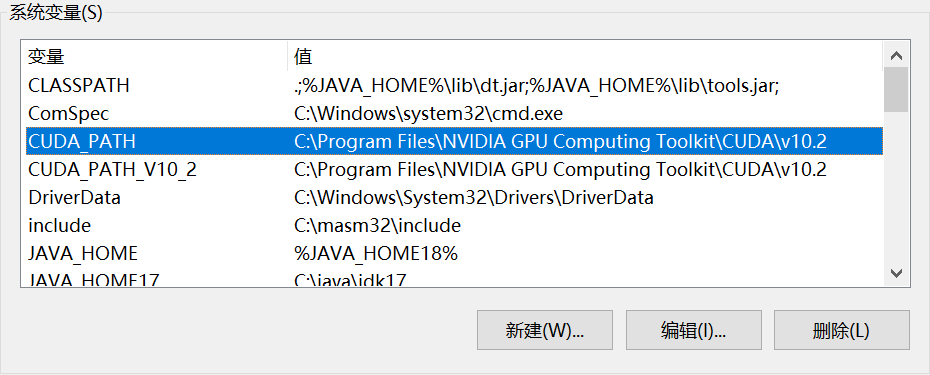 系统变量(S)
变量 值
CLASSPATH .;%JAVA_HOME%\lib\dt.jar;%JAVA_HOME%\lib\tools.jar;
ComSpec C:\Windows\system32\cmd.exe
CUDA_PATH C:\Program Files\NVIDIA GPU Computing Toolkit\CUDA\v10.2
CUDA_PATH_V10_2 C:\Program Files\NVIDIA GPU Computing Toolkit\CUDA\v10.2
DriverData C:\Windows\System32\Drivers\DriverData
include C:\masm32\include
JAVA_HOME %JAVA_HOME18%
JAVA_HOME17 C:\java\jdk17
新建(W)... 编辑(I)... 删除(L)